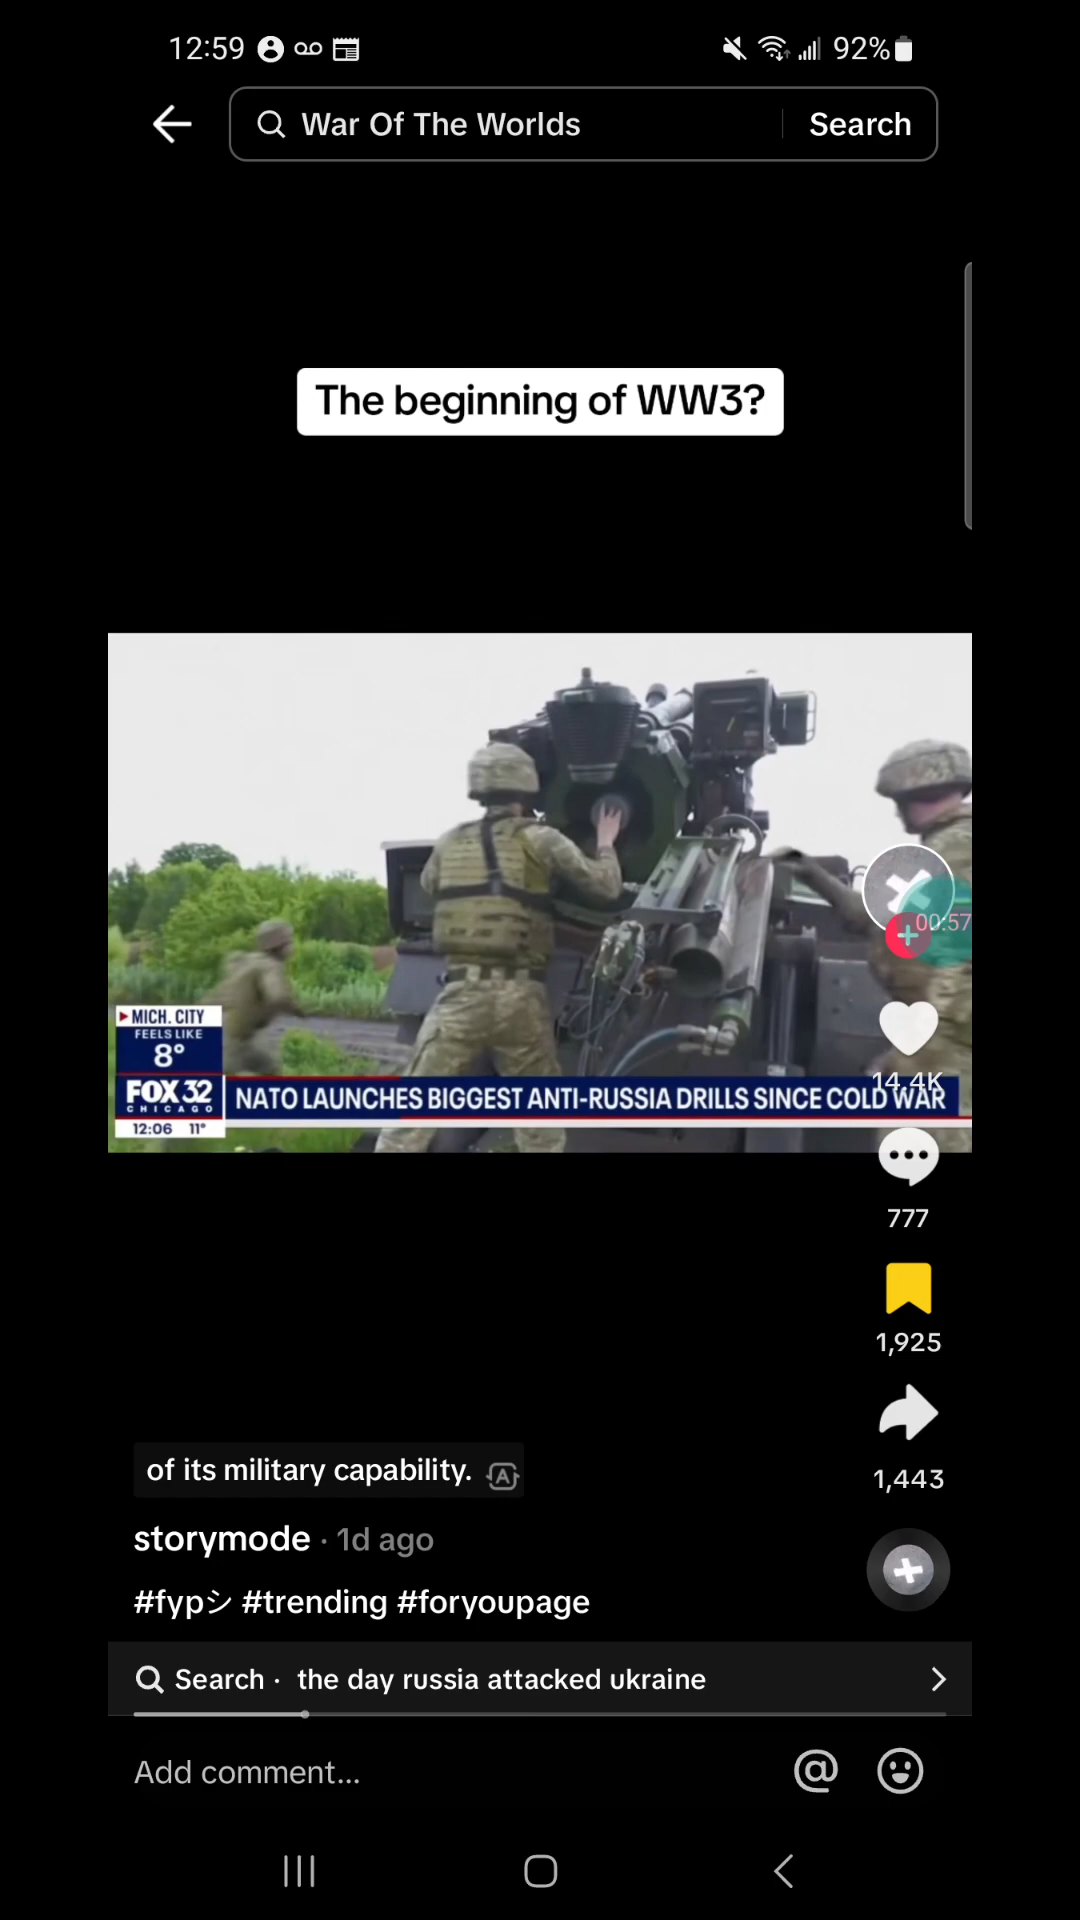 12:59
92%
War Of The Worlds
Search
The beginning of WW3?
00:57
MICH. CITY
FEELS LIKE
8°
14.4K
FOX 32
CHICAGO
NATO LAUNCHES BIGGEST ANTI-RUSSIA DRILLS SINCE COLD WAR
12:06 11°
777
1,925
of its military capability.
A
1,443
storymode · 1d ago
#fypシ #trending #foryoupage
Search · the day russia attacked ukraine
Add comment...
@